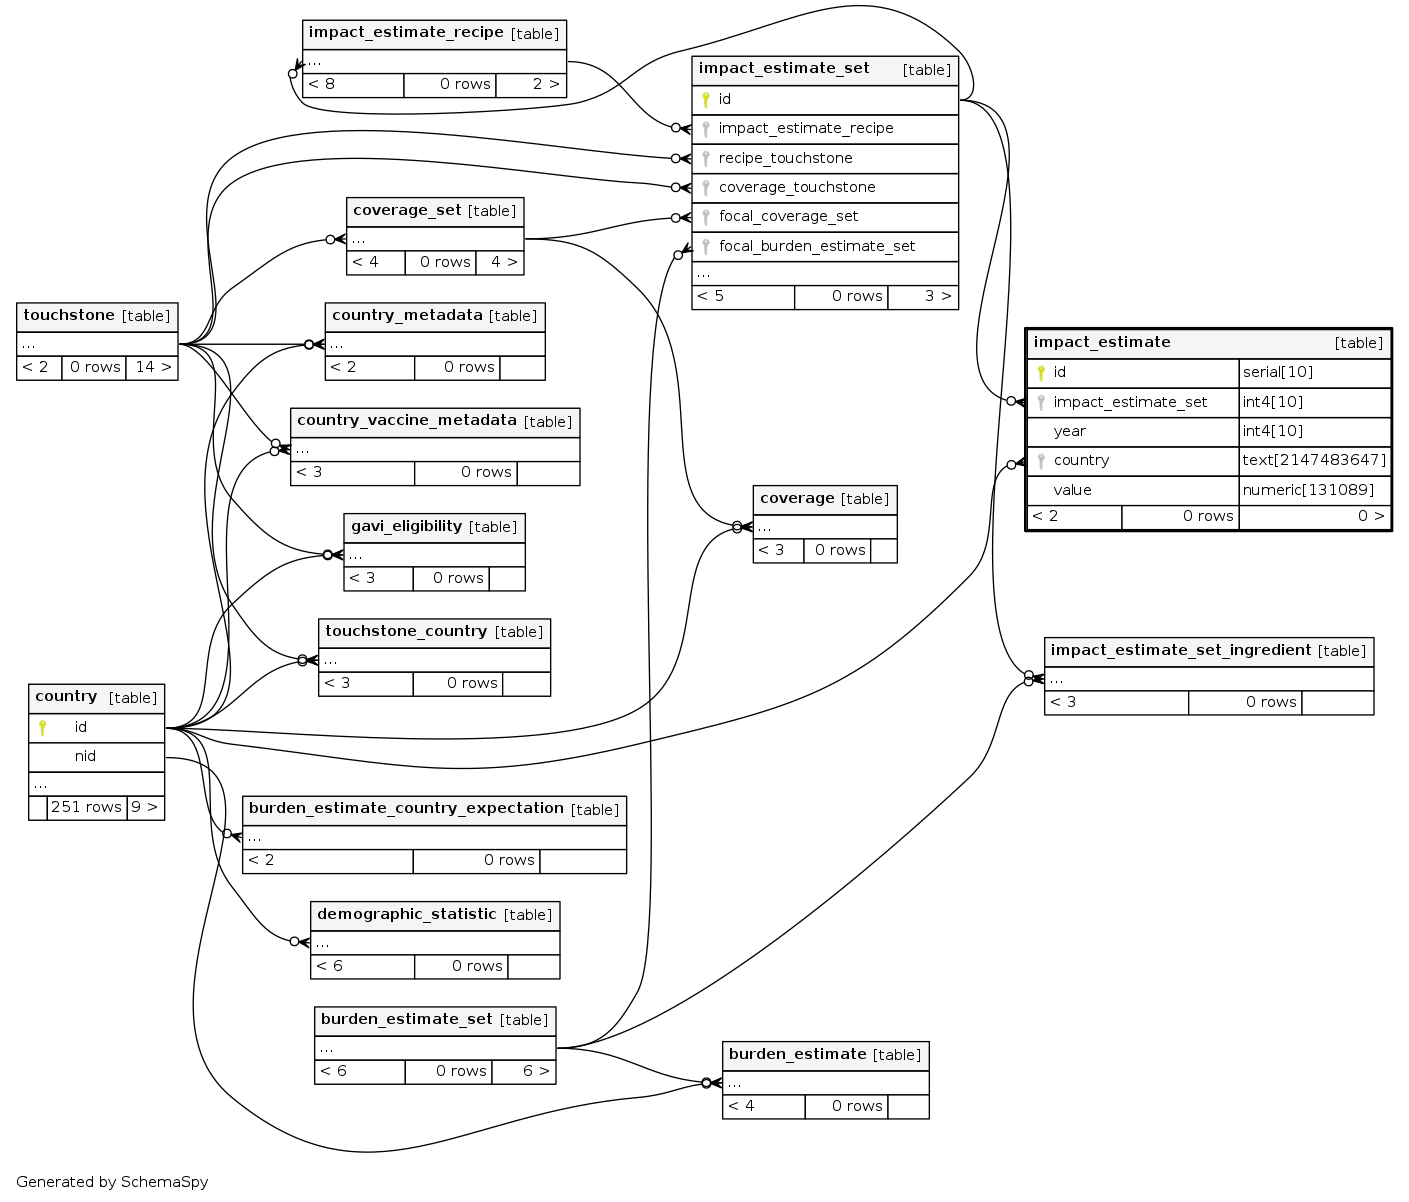 impact_estimate_recipe [table]
...
< 8 0 rows 2 >
impact_estimate_set [table]
id
impact_estimate_recipe
recipe_touchstone
coverage_touchstone
focal_coverage_set
focal_burden_estimate_set
...
< 5 0 rows 3 >
coverage_set [table]
...
< 4 0 rows 4 >
touchstone [table]
...
< 2 0 rows 14 >
country_metadata [table]
...
< 2 0 rows
impact_estimate [table]
id serial[10]
impact_estimate_set int4[10]
year int4[10]
country text[2147483647]
value numeric[131089]
< 2 0 rows 0 >
country_vaccine_metadata [table]
...
< 3 0 rows
coverage [table]
...
< 3 0 rows
gavi_eligibility [table]
...
< 3 0 rows
touchstone_country [table]
...
< 3 0 rows
impact_estimate_set_ingredient [table]
...
< 3 0 rows
country [table]
id
nid
...
251 rows 9 >
burden_estimate_country_expectation [table]
...
< 2 0 rows
demographic_statistic [table]
...
< 6 0 rows
burden_estimate_set [table]
...
< 6 0 rows 6 >
burden_estimate [table]
...
< 4 0 rows
Generated by SchemaSpy